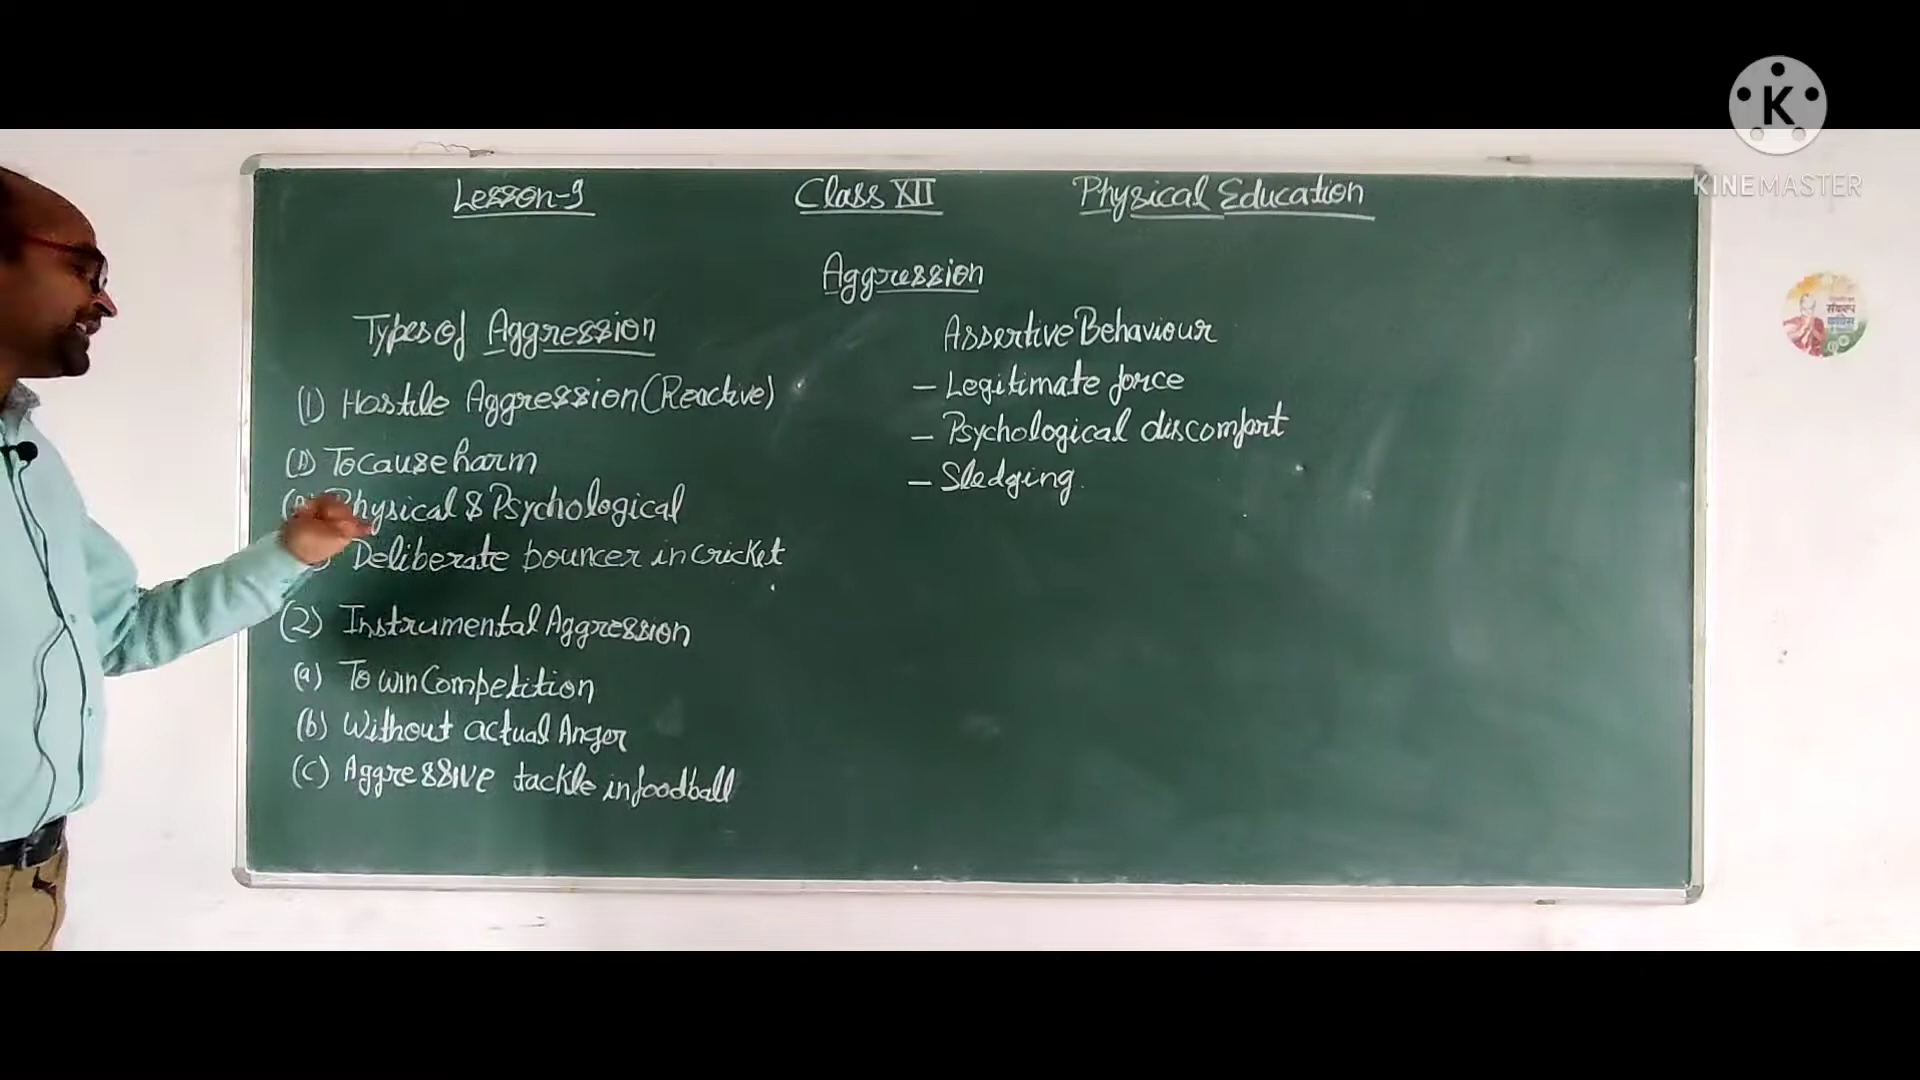 Lesson-9 Class XII Physical Education
Aggression
Types of Aggression
(1) Hostile Aggression (Reactive)
(A) To cause harm
Physical & Psychological
Deliberate bouncer in cricket
(2) Instrumental Aggression
(a) To win Competition
(b) Without actual Anger
(c) Aggressive tackle in foodball
Assertive Behaviour
- Legitimate force
- Psychological discomfort
- Sledging
K
KINEMASTER